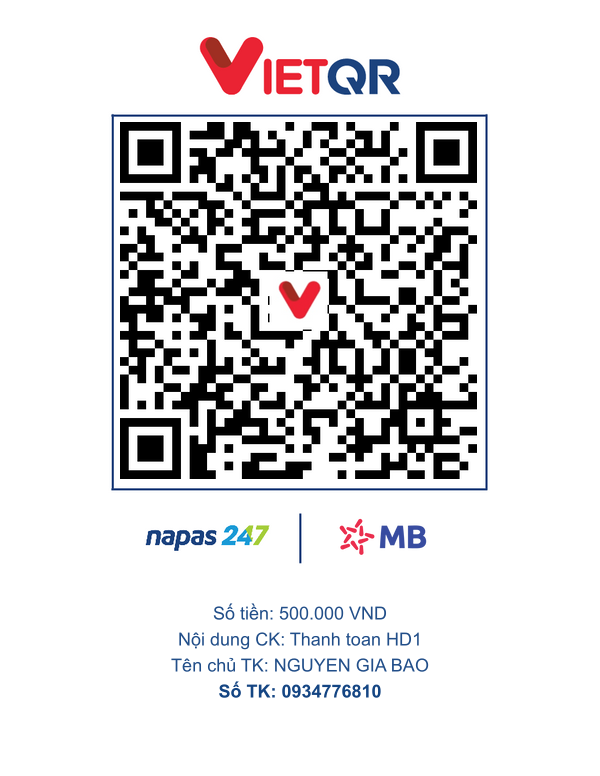 VIETQR
napas 247
MB
Số tiền: 500.000 VND
Nội dung CK: Thanh toan HD1
Tên chủ TK: NGUYEN GIA BAO
Số TK: 0934776810